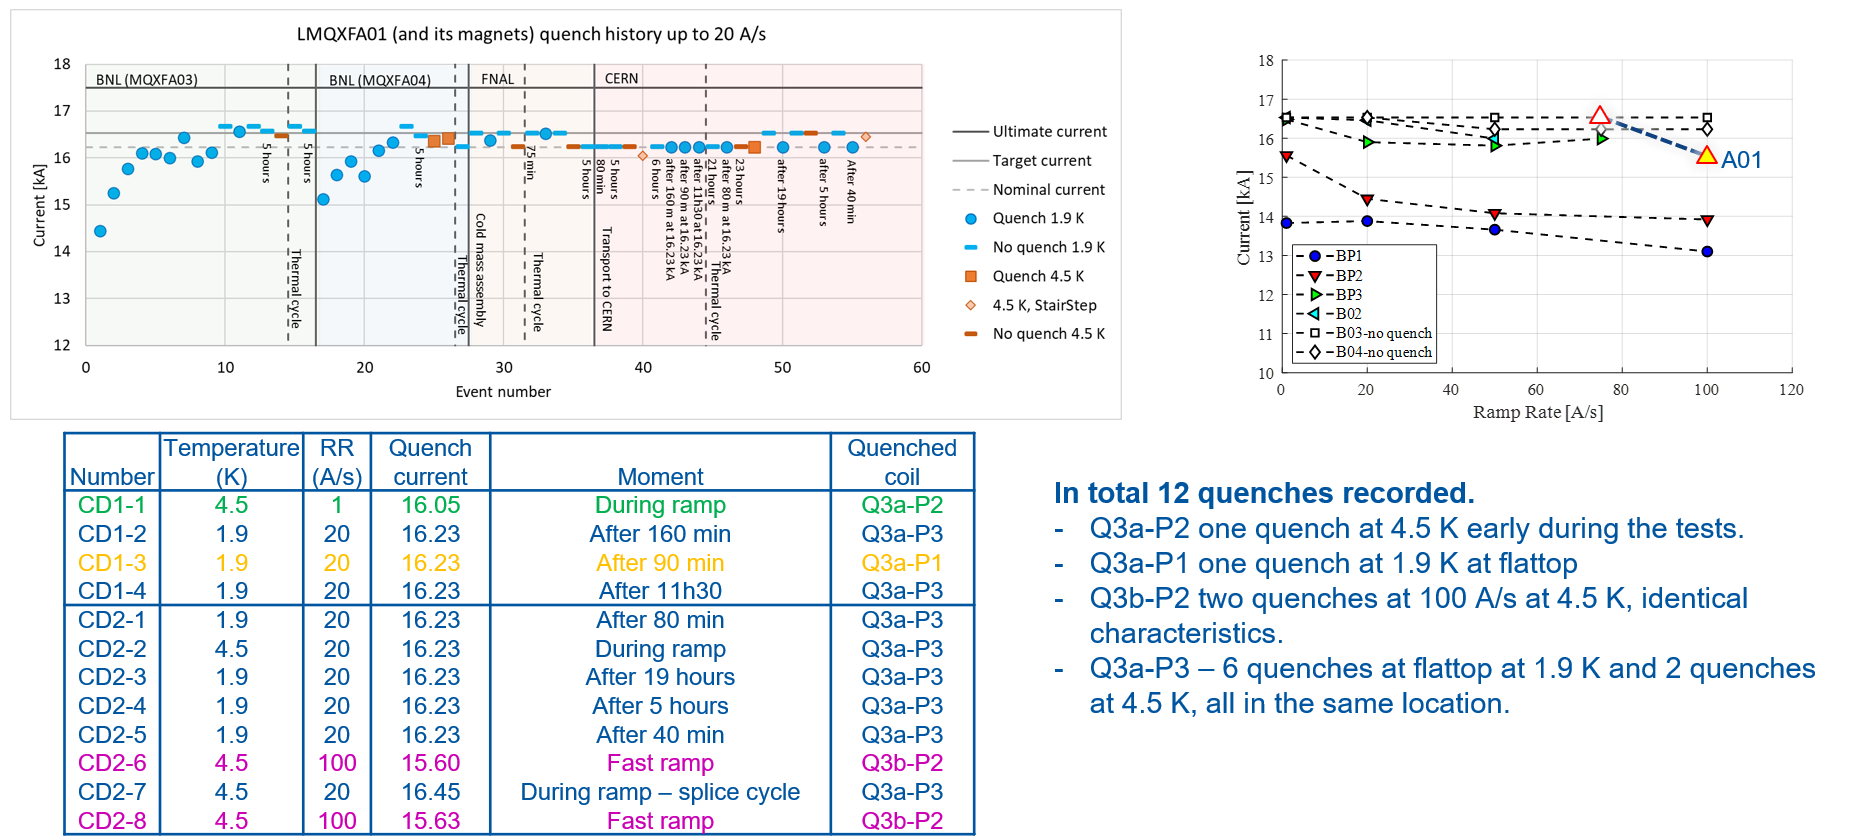 LMQXFA01 (and its magnets) quench history up to 20 A/s
18
17
16
15
14
13
12
Current [kA]
BNL (MQXFA03)
BNL (MQXFA04)
FNAL
CERN
5 hours
5 hours
5 hours
75 min
5 hours
80 min
5 hours
6 hours
after 160 m at 16.23 kA
after 90 m at 16.23 kA
after 11h30 at 16.23 kA
21 hours
after 80 m at 16.23 kA
23 hours
after 19 hours
after 5 hours
After 40 min
Thermal cycle
Thermal cycle
Cold mass assembly
Thermal cycle
Transport to CERN
Thermal cycle
0 10 20 30 40 50 60
Event number
Ultimate current
Target current
Nominal current
Quench 1.9 K
No quench 1.9 K
Quench 4.5 K
4.5 K, StairStep
No quench 4.5 K
18
17
16
15
14
13
12
11
10
Current [kA]
A01
BP1
BP2
BP3
B02
B03-no quench
B04-no quench
0 20 40 60 80 100 120
Ramp Rate [A/s]
Temperature RR Quench Quenched
Number (K) (A/s) current Moment coil
CD1-1 4.5 1 16.05 During ramp Q3a-P2
CD1-2 1.9 20 16.23 After 160 min Q3a-P3
CD1-3 1.9 20 16.23 After 90 min Q3a-P1
CD1-4 1.9 20 16.23 After 11h30 Q3a-P3
CD2-1 1.9 20 16.23 After 80 min Q3a-P3
CD2-2 4.5 20 16.23 During ramp Q3a-P3
CD2-3 1.9 20 16.23 After 19 hours Q3a-P3
CD2-4 1.9 20 16.23 After 5 hours Q3a-P3
CD2-5 1.9 20 16.23 After 40 min Q3a-P3
CD2-6 4.5 100 15.60 Fast ramp Q3b-P2
CD2-7 4.5 20 16.45 During ramp – splice cycle Q3a-P3
CD2-8 4.5 100 15.63 Fast ramp Q3b-P2
In total 12 quenches recorded.
- Q3a-P2 one quench at 4.5 K early during the tests.
- Q3a-P1 one quench at 1.9 K at flattop
- Q3b-P2 two quenches at 100 A/s at 4.5 K, identical
characteristics.
- Q3a-P3 – 6 quenches at flattop at 1.9 K and 2 quenches
at 4.5 K, all in the same location.